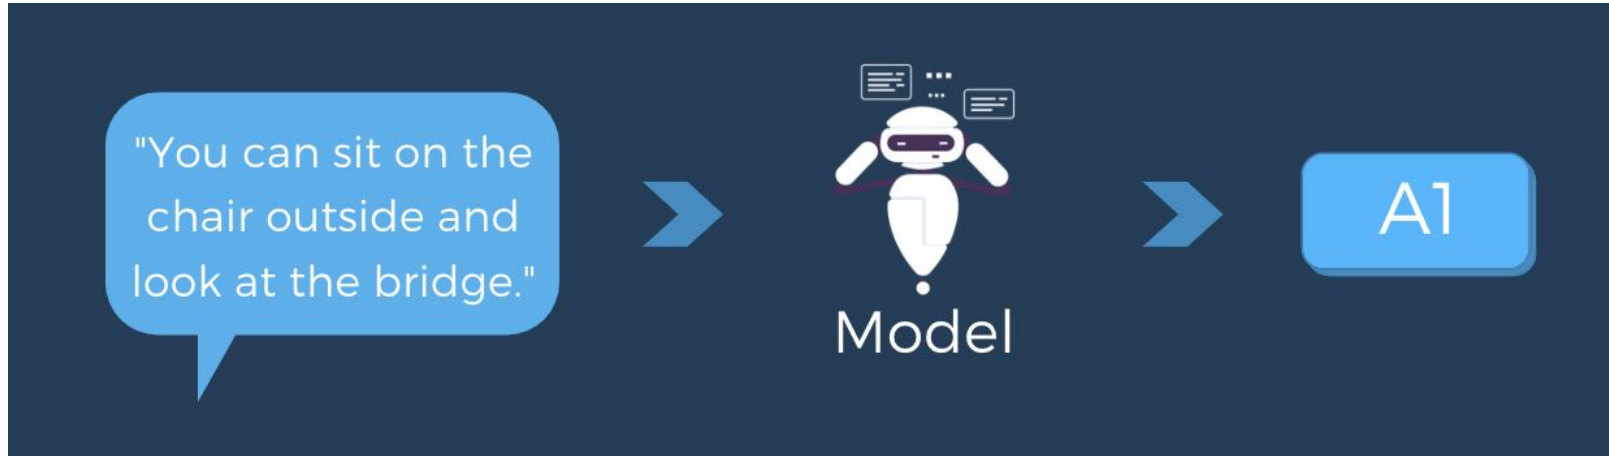 "You can sit on the
chair outside and
look at the bridge."
Model
A1